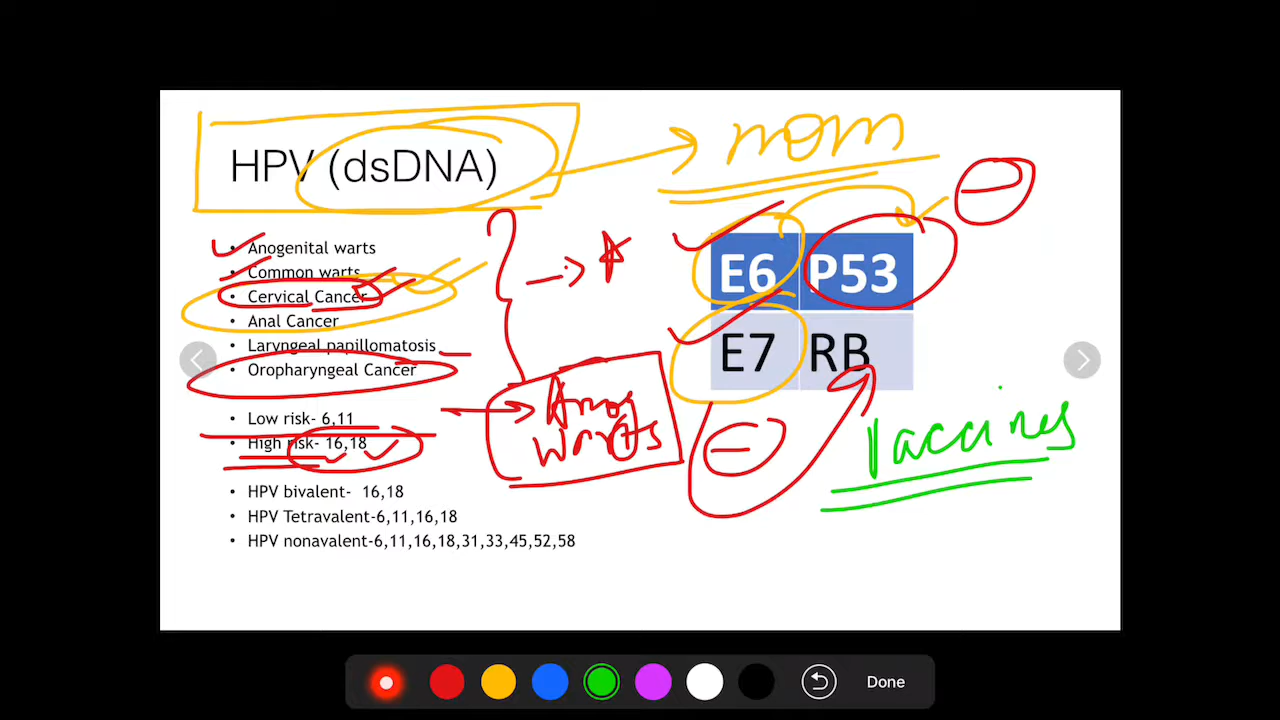 HPV (dsDNA)
Anogenital warts
Common warts
Cervical Cancer
Anal Cancer
Laryngeal papillomatosis
Oropharyngeal Cancer
Low risk- 6,11
High risk- 16,18
HPV bivalent- 16,18
HPV Tetravalent-6,11,16,18
HPV nonavalent-6,11,16,18,31,33,45,52,58
E6 P53
E7 RB
warts
vaccines
Done